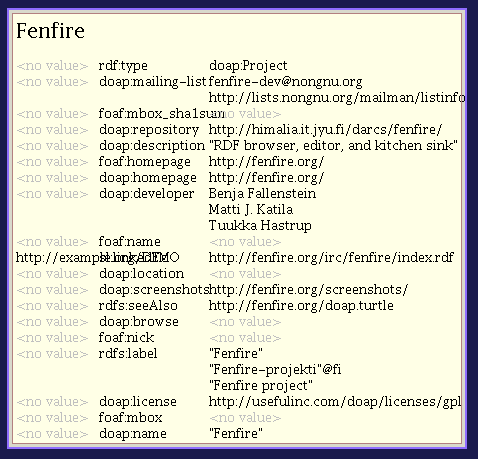 Fenfire
<no value> rdf:type doap:Project
<no value> doap:mailing-list fenfire-dev@nongnu.org
http://lists.nongnu.org/mailman/listinfo
<no value> foaf:mbox_sha1sum <no value>
<no value> doap:repository http://himalia.it.jyu.fi/darcs/fenfire/
<no value> doap:description "RDF browser, editor, and kitchen sink"
<no value> foaf:homepage http://fenfire.org/
<no value> doap:homepage http://fenfire.org/
<no value> doap:developer Benja Fallenstein
Matti J. Katila
Tuukka Hastrup
<no value> foaf:name <no value>
http://fenfire.org/irc/fenfire/index.rdf
<no value> doap:location <no value>
<no value> doap:screenshots http://fenfire.org/screenshots/
<no value> rdfs:seeAlso http://fenfire.org/doap.turtle
<no value> doap:browse <no value>
<no value> foaf:nick <no value>
<no value> rdfs:label "Fenfire"
"Fenfire-projekti"@fi
"Fenfire project"
<no value> doap:license http://usefulinc.com/doap/licenses/gpl
<no value> foaf:mbox <no value>
<no value> doap:name "Fenfire"